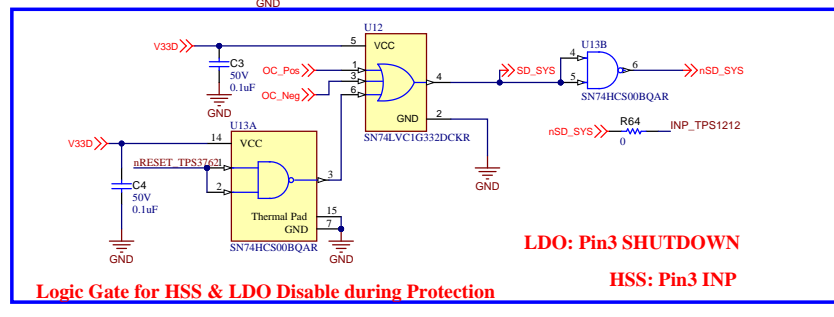 GND
U12
V33D
5
VCC
C3
50V
0.1uF
GND
OC_Pos
1
OC_Neg
3
6
4
SD_SYS
GND
2
SN74LVC1G332DCKR
GND
U13B
4
5
6
nSD_SYS
SN74HCS00BQAR
nSD_SYS
R64
0
INP_TPS1212
U13A
V33D
14
VCC
nRESET_TPS3762
1
2
3
C4
50V
0.1uF
GND
Thermal Pad
15
GND
7
SN74HCS00BQAR
GND
LDO: Pin3 SHUTDOWN
HSS: Pin3 INP
Logic Gate for HSS & LDO Disable during Protection